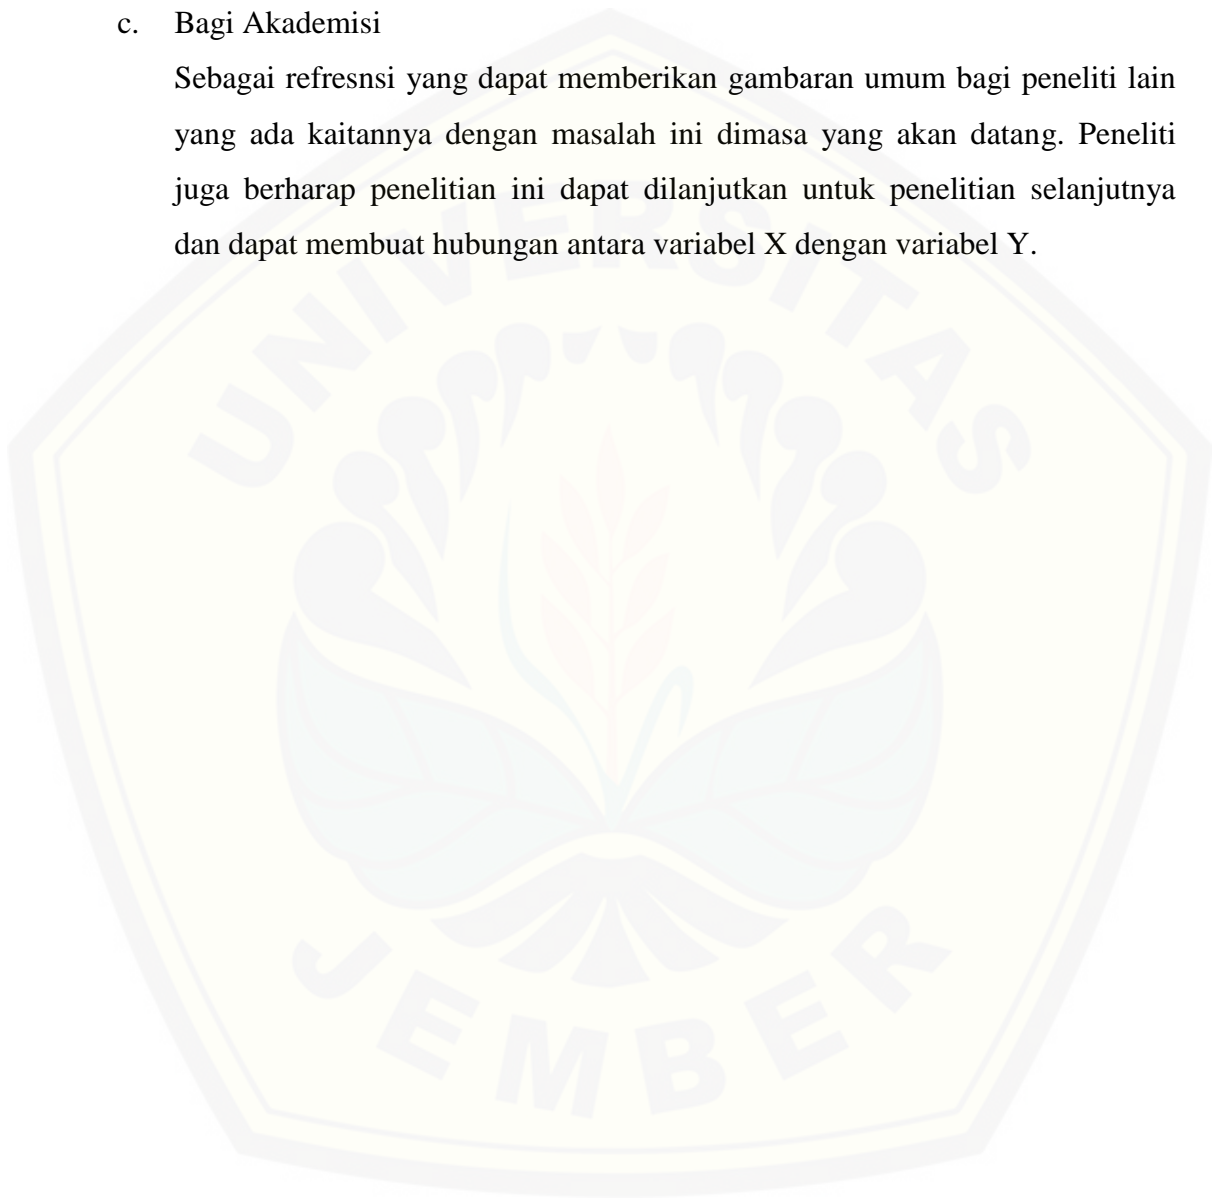 c. Bagi Akademisi
Sebagai refresnsi yang dapat memberikan gambaran umum bagi peneliti lain
yang ada kaitannya dengan masalah ini dimasa yang akan datang. Peneliti
juga berharap penelitian ini dapat dilanjutkan untuk penelitian selanjutnya
dan dapat membuat hubungan antara variabel X dengan variabel Y.
UNIVERSITAS
JEMBER